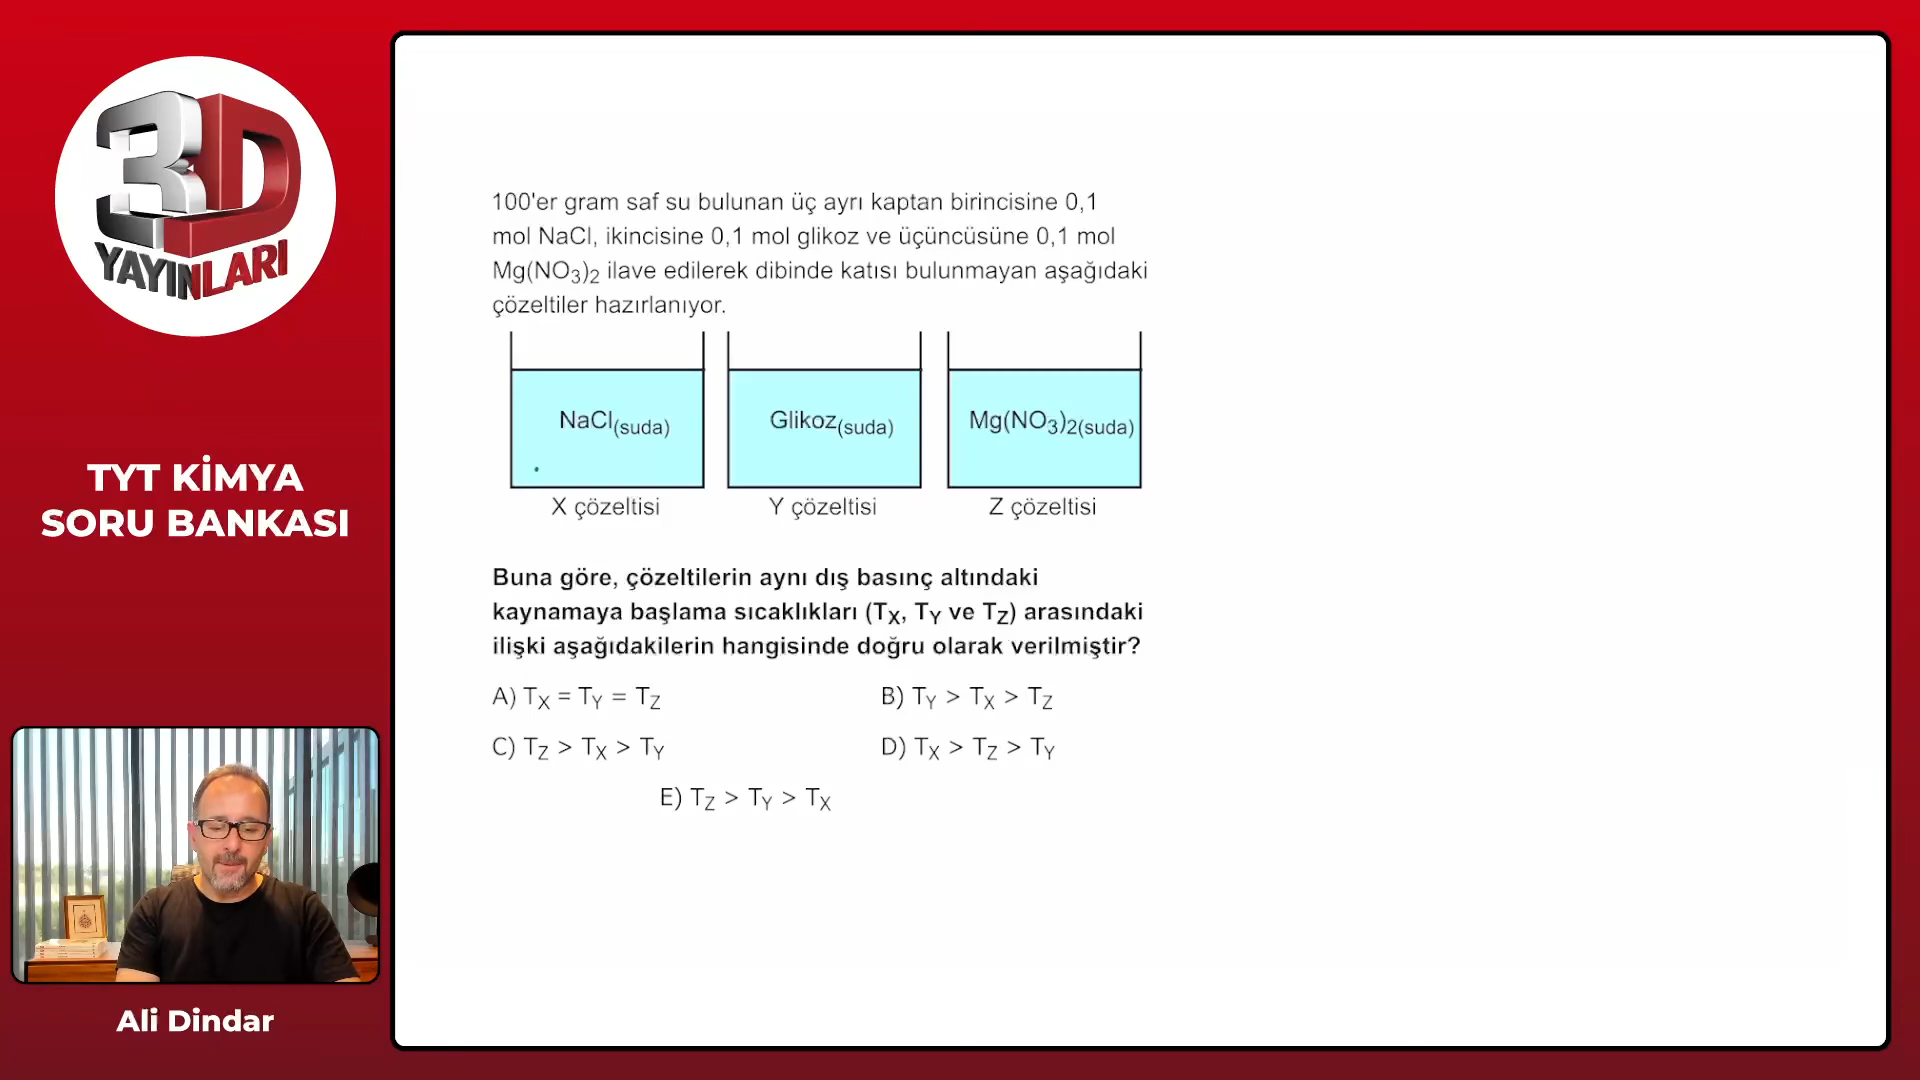 3D
YAYINLARI
TYT KİMYA
SORU BANKASI
Ali Dindar
100'er gram saf su bulunan üç ayrı kaptan birincisine 0,1
mol NaCl, ikincisine 0,1 mol glikoz ve üçüncüsüne 0,1 mol
Mg(NO₃)₂ ilave edilerek dibinde katısı bulunmayan aşağıdaki
çözeltiler hazırlanıyor.
NaCl(suda) Glikoz(suda) Mg(NO₃)₂(suda)
X çözeltisi Y çözeltisi Z çözeltisi
Buna göre, çözeltilerin aynı dış basınç altındaki
kaynamaya başlama sıcaklıkları (TX, TY ve TZ) arasındaki
ilişki aşağıdakilerin hangisinde doğru olarak verilmiştir?
A) TX = TY = TZ B) TY > TX > TZ
C) TZ > TX > TY D) TX > TZ > TY
E) TZ > TY > TX